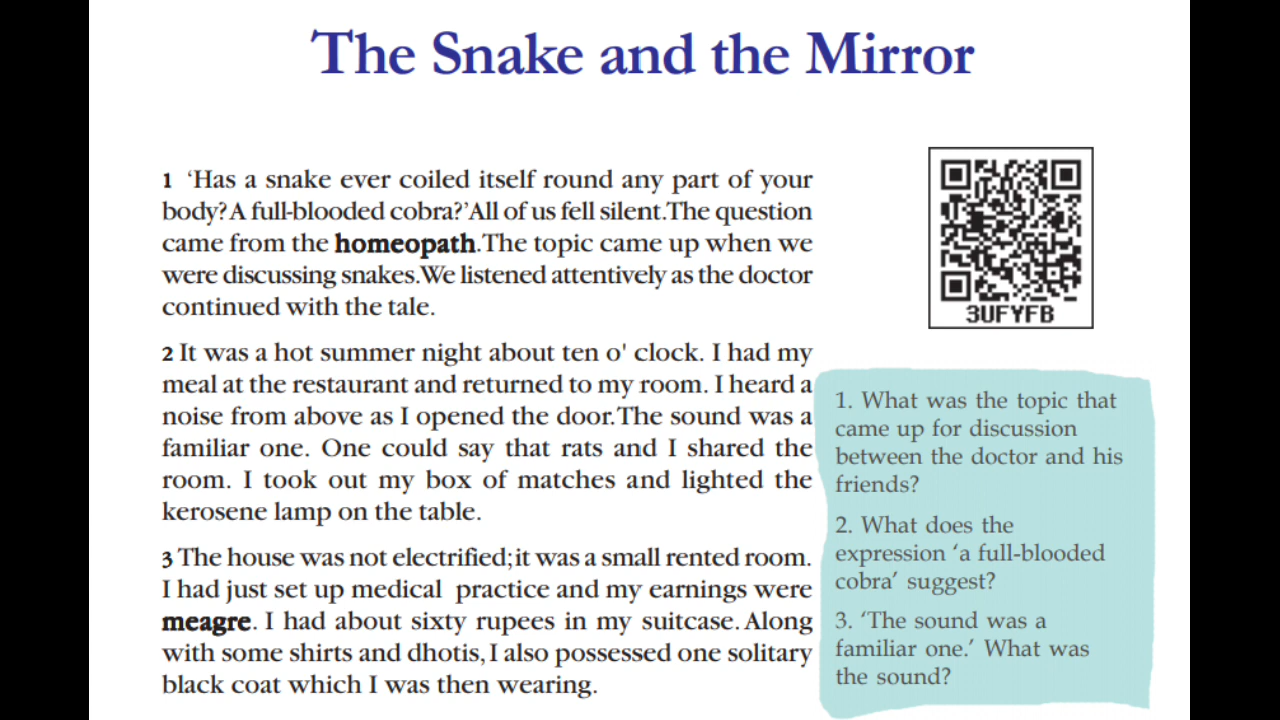 The Snake and the Mirror
1 ‘Has a snake ever coiled itself round any part of your
body? A full-blooded cobra?’ All of us fell silent. The question
came from the homeopath. The topic came up when we
were discussing snakes. We listened attentively as the doctor
continued with the tale.
2 It was a hot summer night about ten o' clock. I had my
meal at the restaurant and returned to my room. I heard a
noise from above as I opened the door. The sound was a
familiar one. One could say that rats and I shared the
room. I took out my box of matches and lighted the
kerosene lamp on the table.
3 The house was not electrified; it was a small rented room.
I had just set up medical practice and my earnings were
meagre. I had about sixty rupees in my suitcase. Along
with some shirts and dhotis, I also possessed one solitary
black coat which I was then wearing.
3UFYFB
1. What was the topic that
came up for discussion
between the doctor and his
friends?
2. What does the
expression ‘a full-blooded
cobra’ suggest?
3. ‘The sound was a
familiar one.’ What was
the sound?